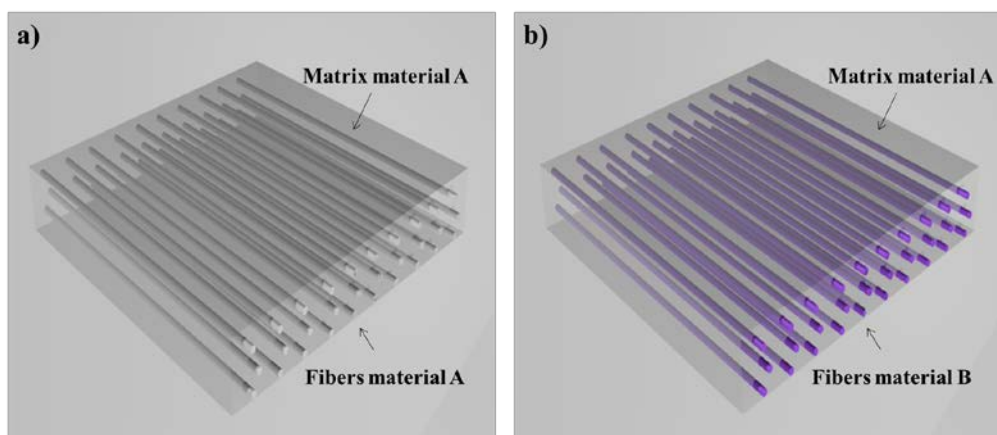 a)
Matrix material A
Fibers material A
b)
Matrix material A
Fibers material B